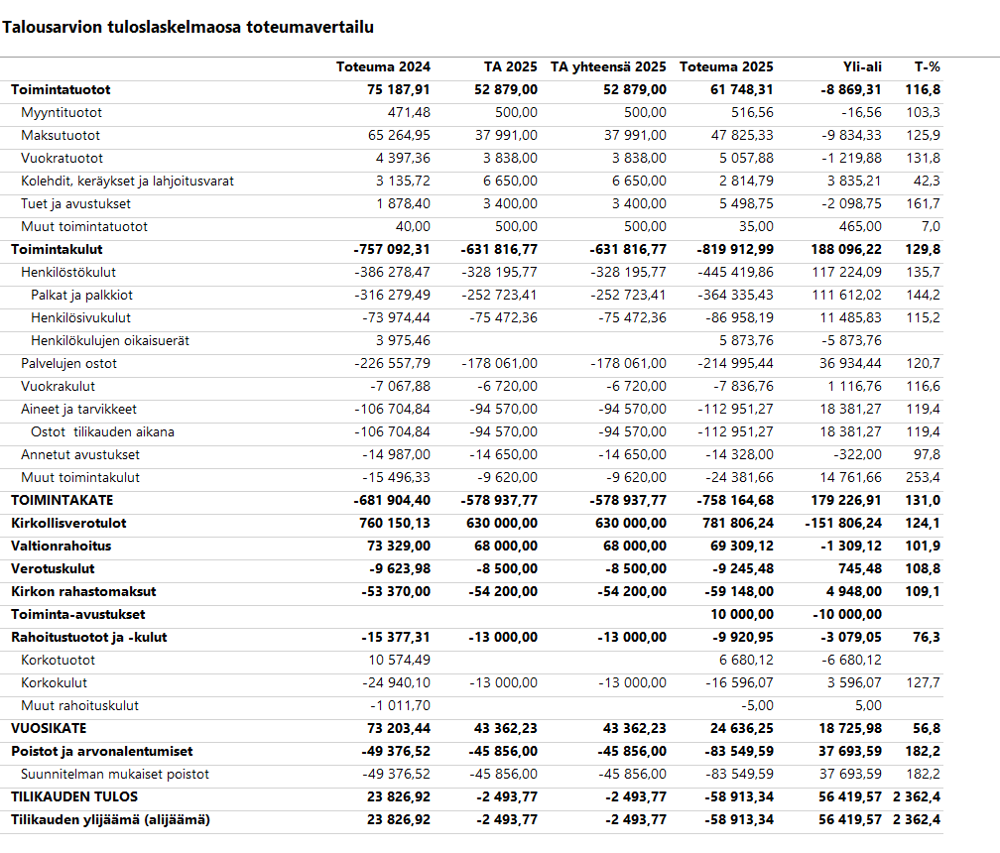 Talousarvion tuloslaskelmaosa toteumavertailu
Toteuma 2024 TA 2025 TA yhteensä 2025 Toteuma 2025 Yli-ali T-%
Toimintatuotot 75 187,91 52 879,00 52 879,00 61 748,31 -8 869,31 116,8
Myyntituotot 471,48 500,00 500,00 516,56 -16,56 103,3
Maksutuotot 65 264,95 37 991,00 37 991,00 47 825,33 -9 834,33 125,9
Vuokratuotot 4 397,36 3 838,00 3 838,00 5 057,88 -1 219,88 131,8
Kolehdit, keräykset ja lahjoitusvarat 3 135,72 6 650,00 6 650,00 2 814,79 3 835,21 42,3
Tuet ja avustukset 1 878,40 3 400,00 3 400,00 5 498,75 -2 098,75 161,7
Muut toimintatuotot 40,00 500,00 500,00 35,00 465,00 7,0
Toimintakulut -757 092,31 -631 816,77 -631 816,77 -819 912,99 188 096,22 129,8
Henkilöstökulut -386 278,47 -328 195,77 -328 195,77 -445 419,86 117 224,09 135,7
Palkat ja palkkiot -316 279,49 -252 723,41 -252 723,41 -364 335,43 111 612,02 144,2
Henkilösivukulut -73 974,44 -75 472,36 -75 472,36 -86 958,19 11 485,83 115,2
Henkilökulujen oikaisuerät 3 975,46 5 873,76 -5 873,76
Palvelujen ostot -226 557,79 -178 061,00 -178 061,00 -214 995,44 36 934,44 120,7
Vuokrakulut -7 067,88 -6 720,00 -6 720,00 -7 836,76 1 116,76 116,6
Aineet ja tarvikkeet -106 704,84 -94 570,00 -94 570,00 -112 951,27 18 381,27 119,4
Ostot tilikauden aikana -106 704,84 -94 570,00 -94 570,00 -112 951,27 18 381,27 119,4
Annetut avustukset -14 987,00 -14 650,00 -14 650,00 -14 328,00 -322,00 97,8
Muut toimintakulut -15 496,33 -9 620,00 -9 620,00 -24 381,66 14 761,66 253,4
TOIMINTAKATE -681 904,40 -578 937,77 -578 937,77 -758 164,68 179 226,91 131,0
Kirkollisverotulot 760 150,13 630 000,00 630 000,00 781 806,24 -151 806,24 124,1
Valtionrahoitus 73 329,00 68 000,00 68 000,00 69 309,12 -1 309,12 101,9
Verotuskulut -9 623,98 -8 500,00 -8 500,00 -9 245,48 745,48 108,8
Kirkon rahastomaksut -53 370,00 -54 200,00 -54 200,00 -59 148,00 4 948,00 109,1
Toiminta-avustukset 10 000,00 -10 000,00
Rahoitustuotot ja -kulut -15 377,31 -13 000,00 -13 000,00 -9 920,95 -3 079,05 76,3
Korkotuotot 10 574,49 6 680,12 -6 680,12
Korkokulut -24 940,10 -13 000,00 -13 000,00 -16 596,07 3 596,07 127,7
Muut rahoituskulut -1 011,70 -5,00 5,00
VUOSIKATE 73 203,44 43 362,23 43 362,23 24 636,25 18 725,98 56,8
Poistot ja arvonalentumiset -49 376,52 -45 856,00 -45 856,00 -83 549,59 37 693,59 182,2
Suunnitelman mukaiset poistot -49 376,52 -45 856,00 -45 856,00 -83 549,59 37 693,59 182,2
TILIKAUDEN TULOS 23 826,92 -2 493,77 -2 493,77 -58 913,34 56 419,57 2 362,4
Tilikauden ylijäämä (alijäämä) 23 826,92 -2 493,77 -2 493,77 -58 913,34 56 419,57 2 362,4